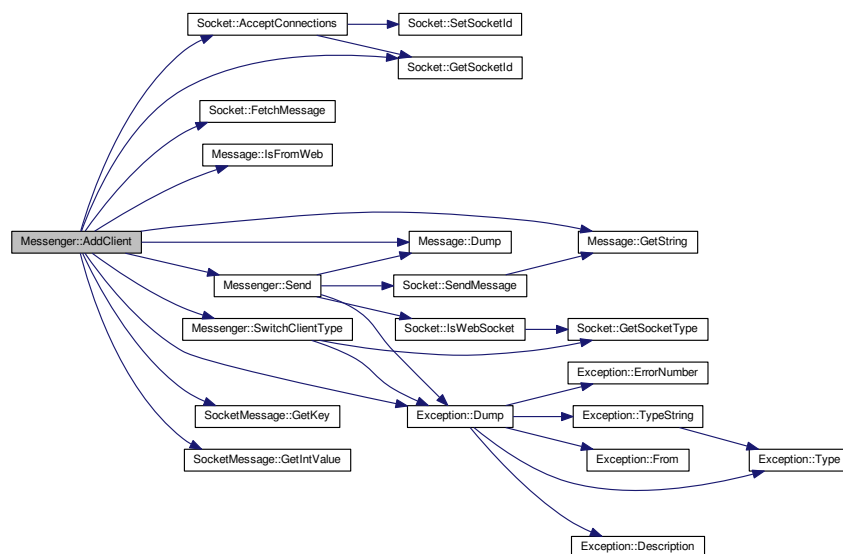 Socket::AcceptConnections
Socket::SetSocketId
Socket::GetSocketId
Socket::FetchMessage
Message::IsFromWeb
Messenger::AddClient
Message::Dump
Message::GetString
Messenger::Send
Socket::SendMessage
Messenger::SwitchClientType
Socket::IsWebSocket
Socket::GetSocketType
Exception::ErrorNumber
SocketMessage::GetKey
Exception::Dump
Exception::TypeString
SocketMessage::GetIntValue
Exception::From
Exception::Type
Exception::Description